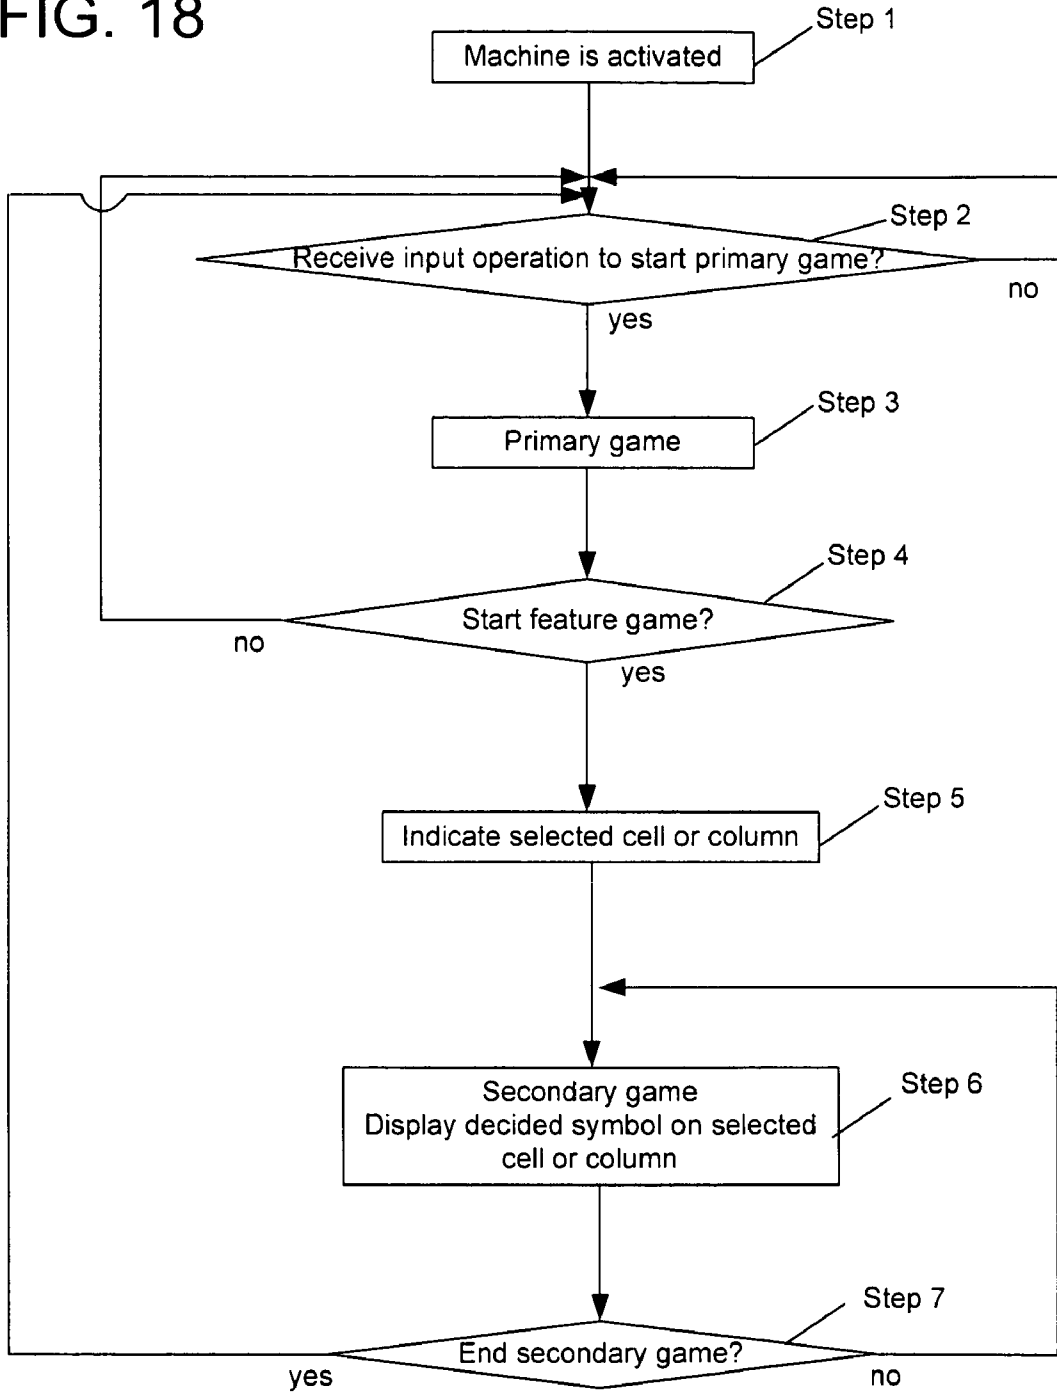 FIG. 18
Step 1
Machine is activated
Step 2
Receive input operation to start primary game?
no
yes
Step 3
Primary game
Step 4
Start feature game?
no
yes
Step 5
Indicate selected cell or column
Step 6
Secondary game
Display decided symbol on selected
cell or column
Step 7
End secondary game?
yes
no